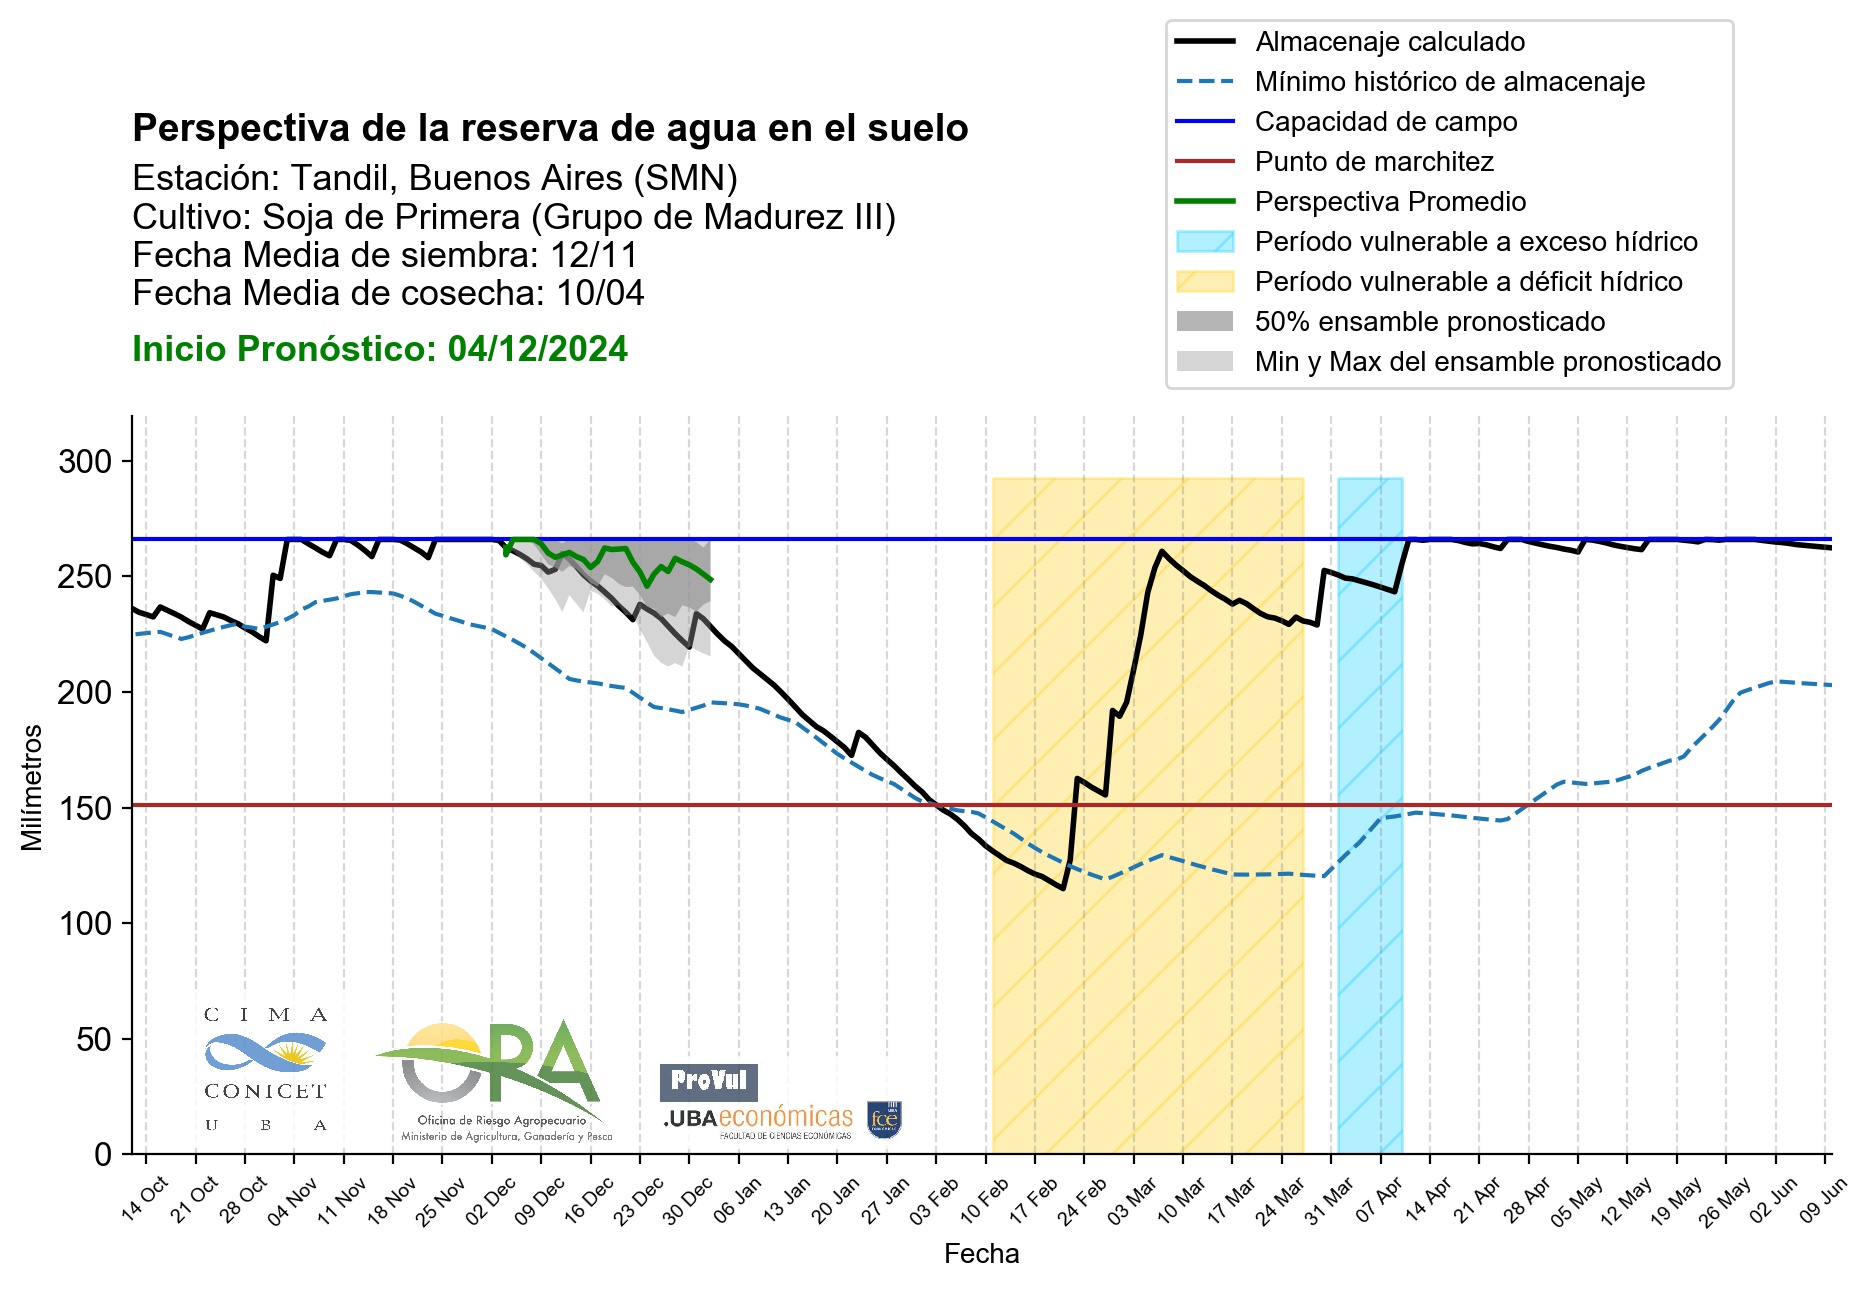 Almacenaje calculado
Mínimo histórico de almacenaje
Capacidad de campo
Punto de marchitez
Perspectiva Promedio
Período vulnerable a exceso hídrico
Período vulnerable a déficit hídrico
50% ensamble pronosticado
Min y Max del ensamble pronosticado
Perspectiva de la reserva de agua en el suelo
Estación: Tandil, Buenos Aires (SMN)
Cultivo: Soja de Primera (Grupo de Madurez III)
Fecha Media de siembra: 12/11
Fecha Media de cosecha: 10/04
Inicio Pronóstico: 04/12/2024
Milímetros
300
250
200
150
100
50
0
CIMA
CONICET
UBA
ORA
Oficina de Riesgo Agropecuario
Ministerio de Agricultura, Ganadería y Pesca
ProVul
.UBAeconómicas
FACULTAD DE CIENCIAS ECONÓMICAS
UBA
fce
ECONÓMICAS
14 Oct
21 Oct
28 Oct
04 Nov
11 Nov
18 Nov
25 Nov
02 Dec
09 Dec
16 Dec
23 Dec
30 Dec
06 Jan
13 Jan
20 Jan
27 Jan
03 Feb
10 Feb
17 Feb
24 Feb
03 Mar
10 Mar
17 Mar
24 Mar
31 Mar
07 Apr
14 Apr
21 Apr
28 Apr
05 May
12 May
19 May
26 May
02 Jun
09 Jun
Fecha